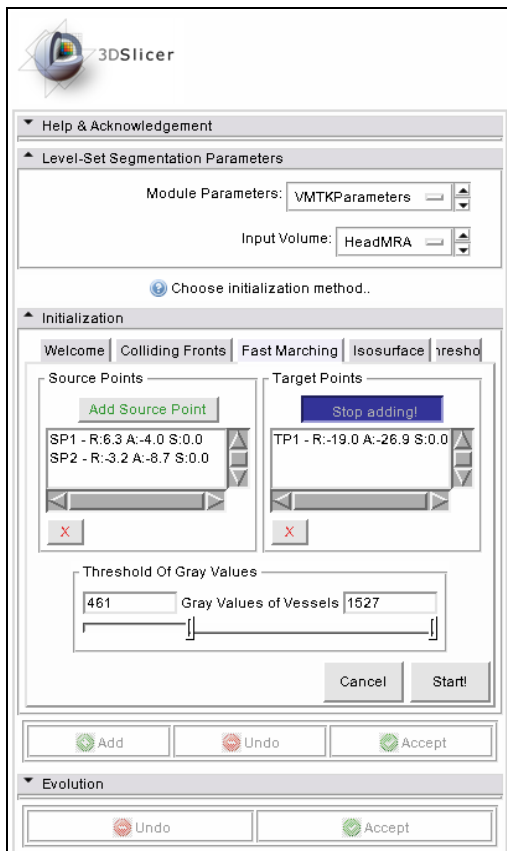 3DSlicer
Help & Acknowledgement
Level-Set Segmentation Parameters
Module Parameters: VMTKParameters
Input Volume: HeadMRA
Choose initialization method..
Initialization
Welcome Colliding Fronts Fast Marching Isosurface hresho
Source Points Target Points
Add Source Point Stop adding!
SP1 - R:6.3 A:-4.0 S:0.0 TP1 - R:-19.0 A:-26.9 S:0.0
SP2 - R:-3.2 A:-8.7 S:0.0
X X
Threshold Of Gray Values
461 Gray Values of Vessels 1527
Cancel Start!
Add Undo Accept
Evolution
Undo Accept